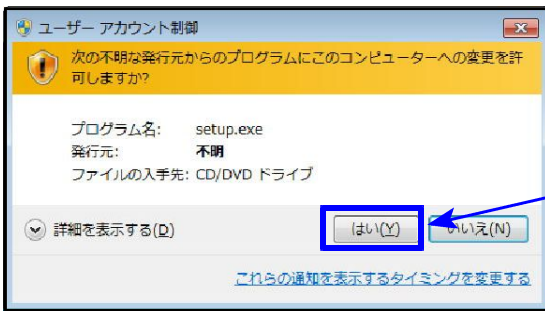 ユーザー アカウント制御
次の不明な発行元からのプログラムにこのコンピューターへの変更を許
可しますか?
プログラム名: setup.exe
発行元: 不明
ファイルの入手先: CD/DVD ドライブ
詳細を表示する(D) はい(Y) いいえ(N)
これらの通知を表示するタイミングを変更する